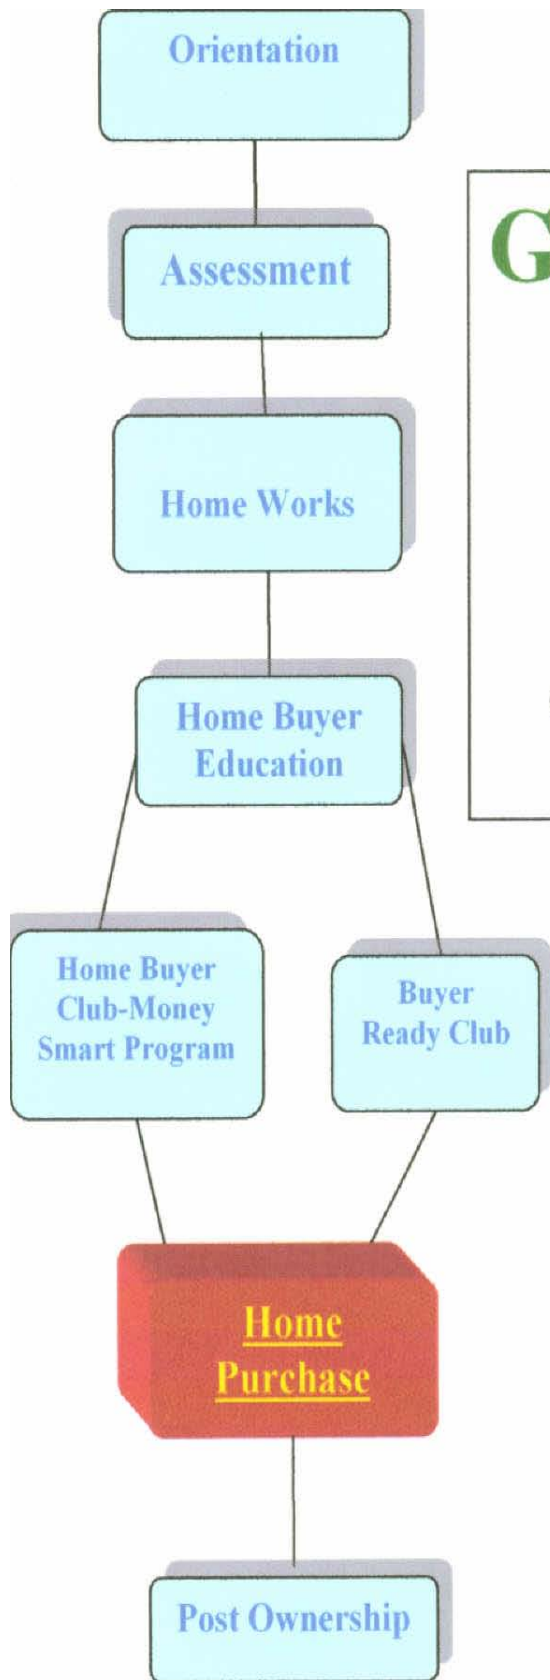 Orientation
Assessment
G
Home Works
Home Buyer
Education
Home Buyer
Club-Money
Smart Program
Buyer
Ready Club
Home
Purchase
Post Ownership